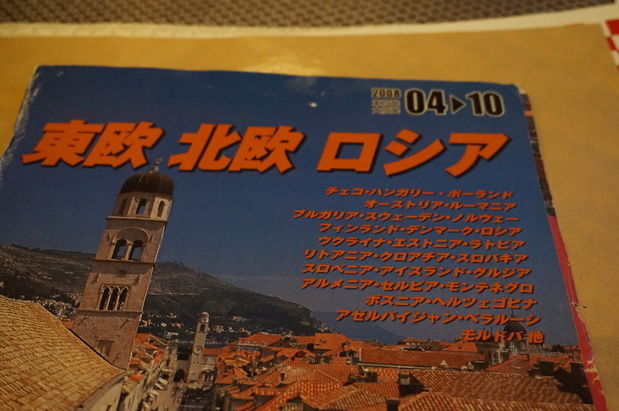 2008
04▶10
東欧 北欧 ロシア
チェコ・ハンガリー・ポーランド
オーストリア・ルーマニア
ブルガリア・スウェーデン・ノルウェー
フィンランド・デンマーク・ロシア
ウクライナ・エストニア・ラトビア
リトアニア・クロアチア・スロバキア
スロベニア・アイスランド・グルジア
アルメニア・セルビア・モンテネグロ
ボスニア・ヘルツェゴビナ
アゼルバイジャン・ベラルーシ
モルドバ 他